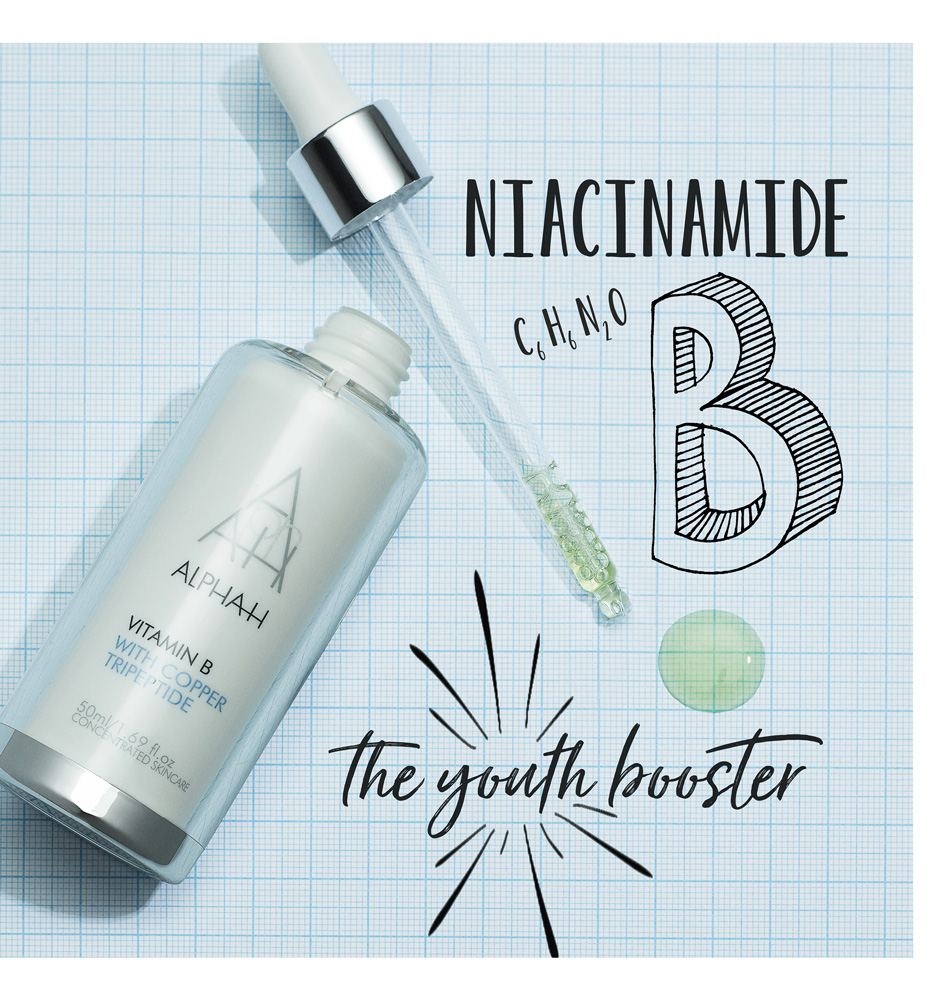 NIACINAMIDE
C₆H₆N₂O
B
ALPHA-H
VITAMIN B
WITH COPPER
TRIPEPTIDE
50ml/1.69 fl.oz
CONCENTRATED SKINCARE
the youth booster